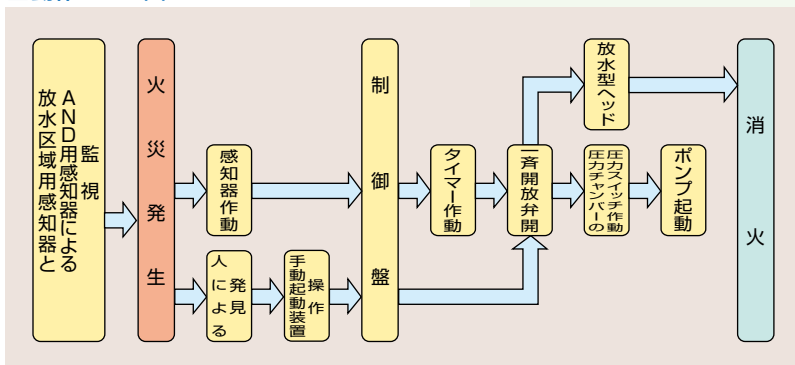 放水区域用感知器と
AND用感知器による
監視
火災発生
感知器作動
人による
発見
手動起動装置
操作
制御盤
タイマー作動
一斉開放弁開
放水型ヘッド
圧力チャンバーの
圧力スイッチ作動
ポンプ起動
消火